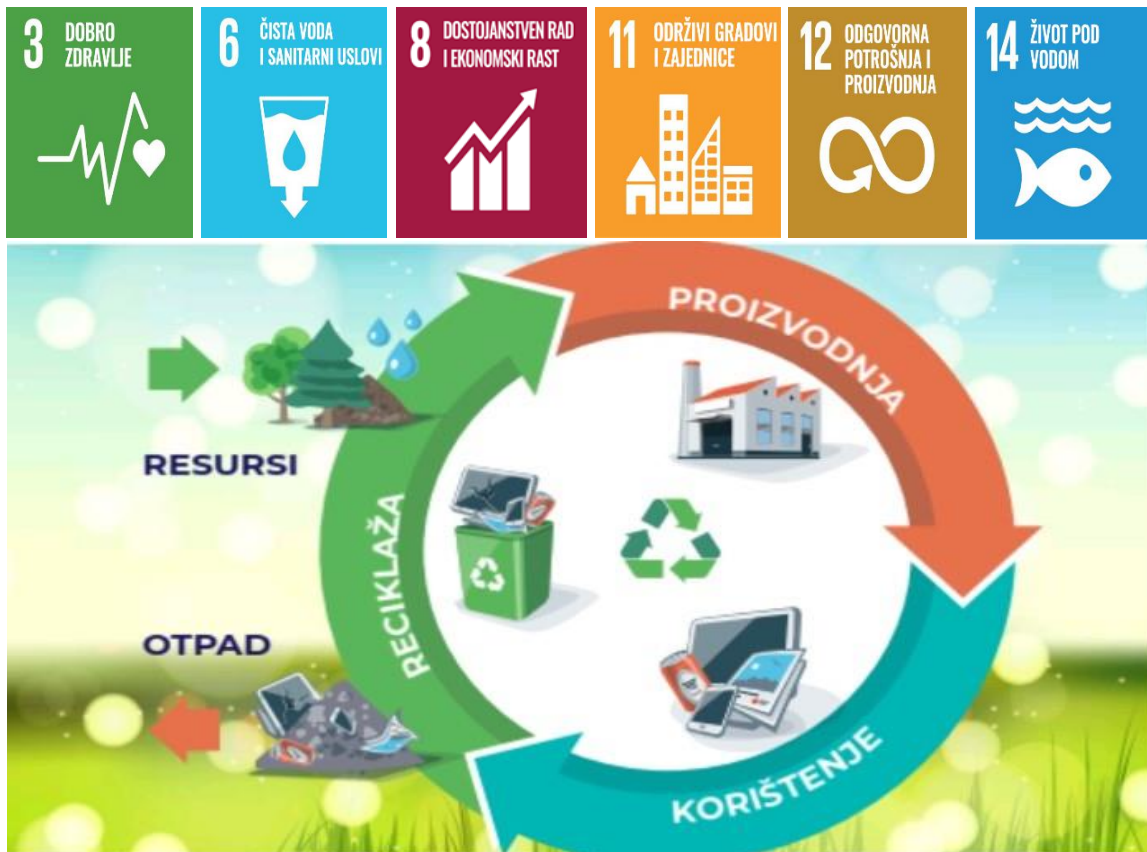 3 DOBRO
ZDRAVLJE
6 ČISTA VODA
I SANITARNI USLOVI
8 DOSTOJANSTVEN RAD
I EKONOMSKI RAST
11 ODRŽIVI GRADOVI
I ZAJEDNICE
12 ODGOVORNA
POTROŠNJA I
PROIZVODNJA
14 ŽIVOT POD
VODOM
PROIZVODNJA
RESURSI
RECIKLAŽA
OTPAD
KORIŠTENJE